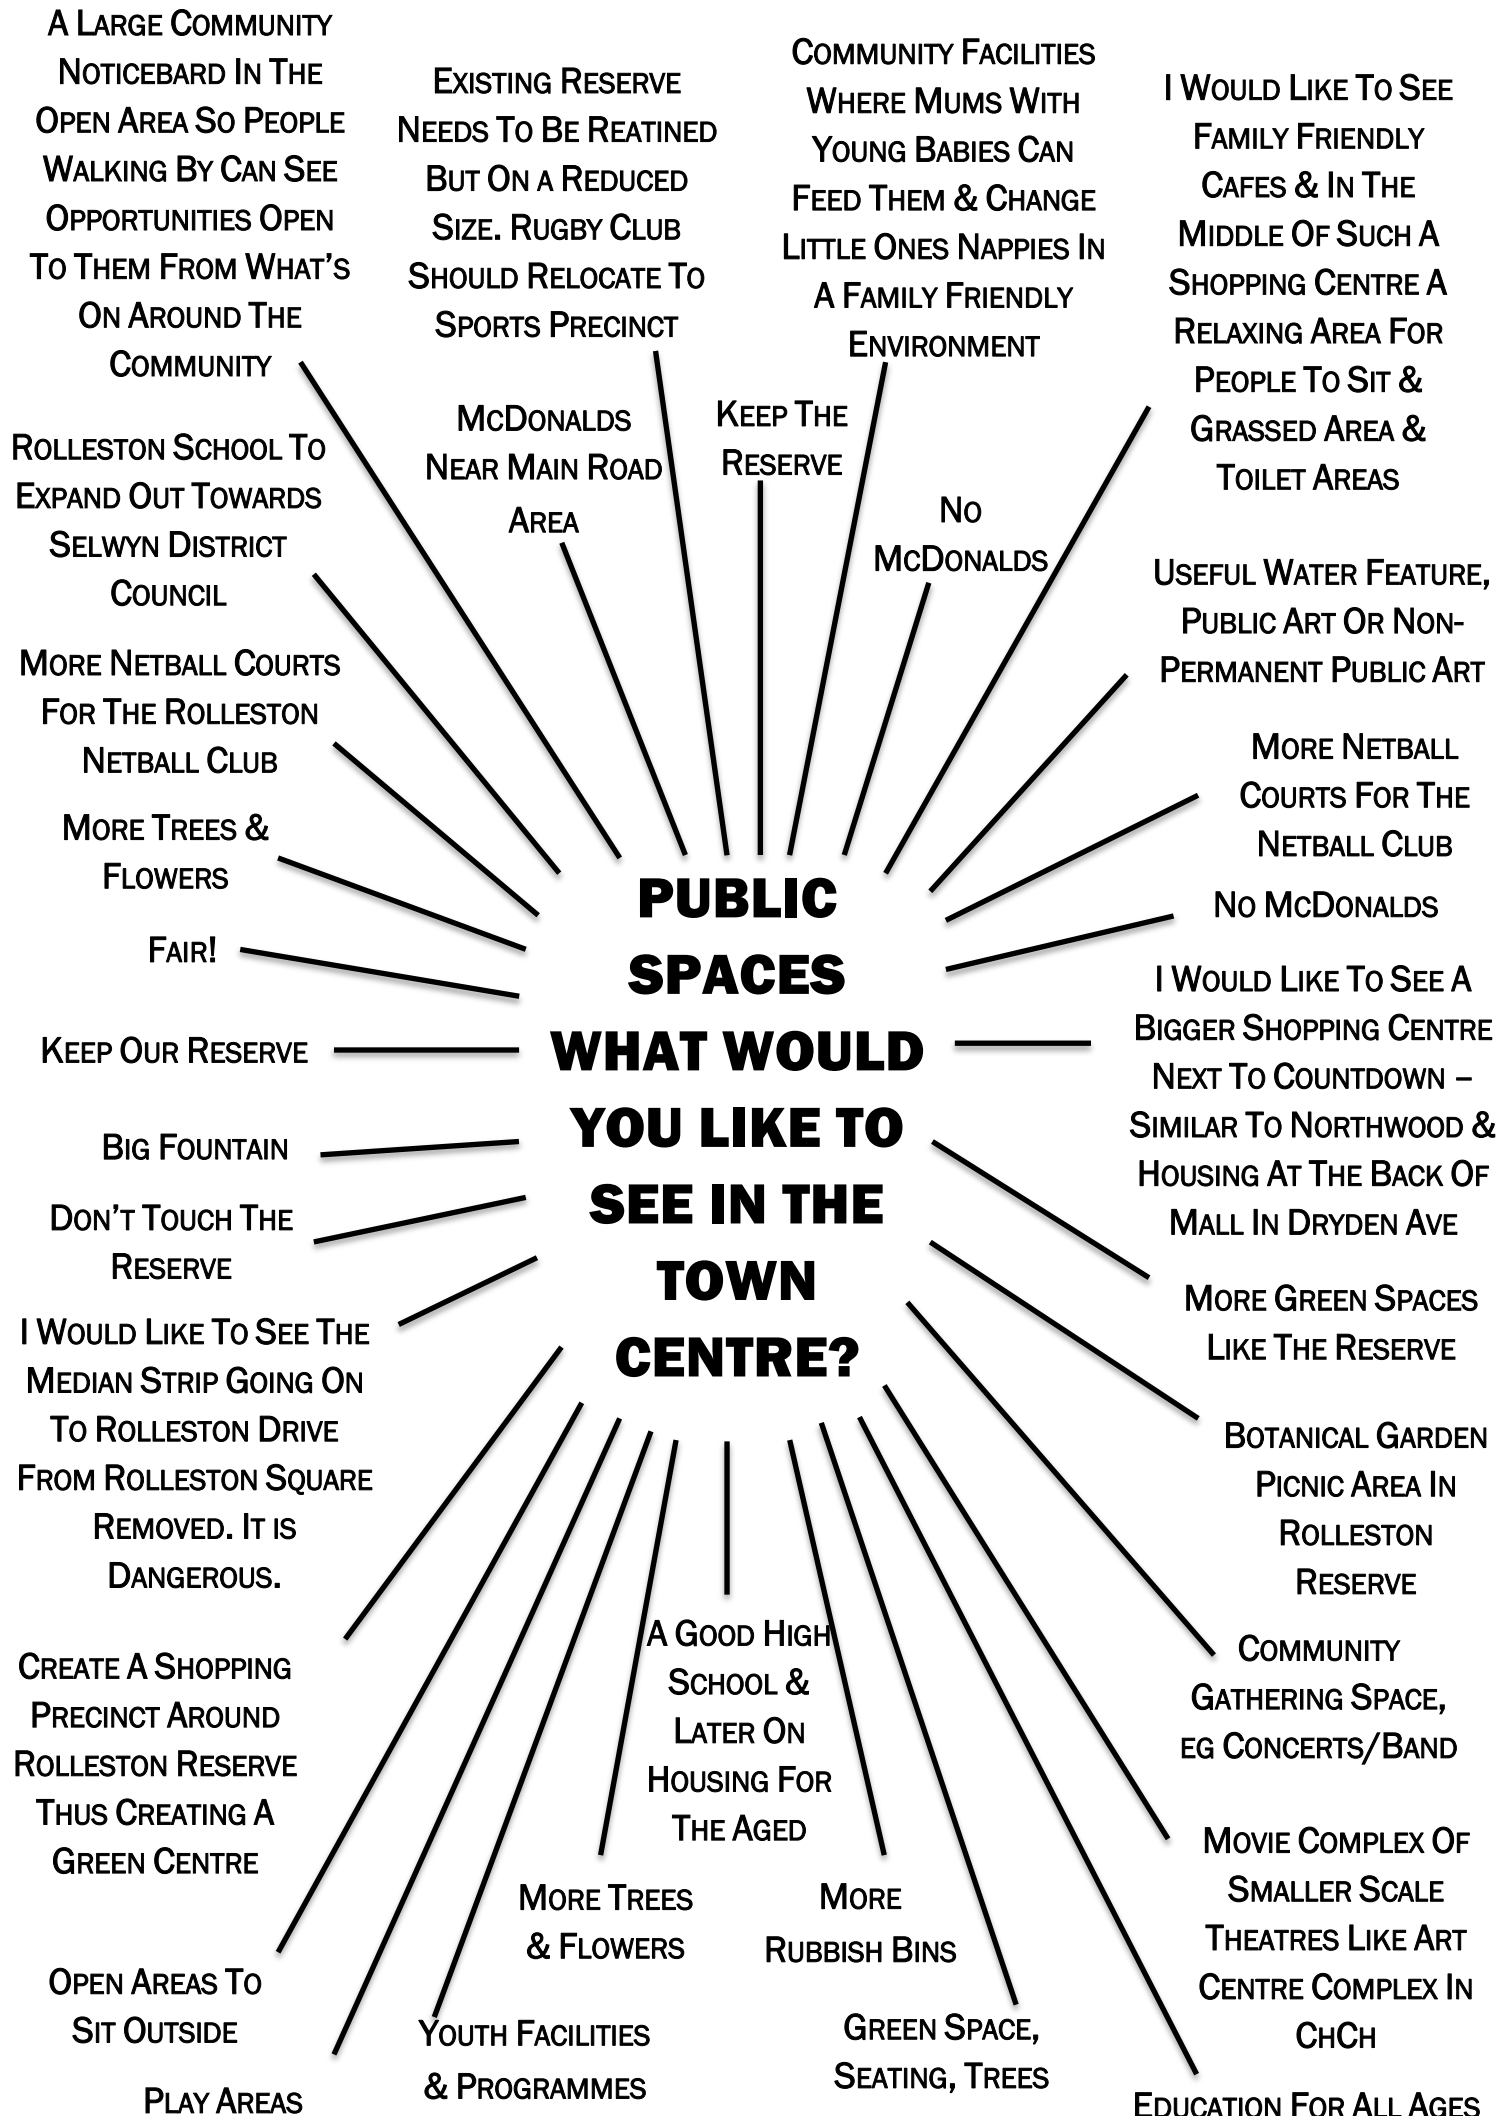 A Large Community
Noticebard In The
Open Area So People
Walking By Can See
Opportunities Open
To Them From What's
On Around The
Community
Existing Reserve
Needs To Be Reatined
But On a Reduced
Size. Rugby Club
Should Relocate To
Sports Precinct
Community Facilities
Where Mums With
Young Babies Can
Feed Them & Change
Little Ones Nappies In
A Family Friendly
Environment
I Would Like To See
Family Friendly
Cafes & In The
Middle Of Such A
Shopping Centre A
Relaxing Area For
People To Sit &
Grassed Area &
Toilet Areas
McDonalds
Near Main Road
Area
Keep The
Reserve
No
McDonalds
Rolleston School To
Expand Out Towards
Selwyn District
Council
Useful Water Feature,
Public Art Or Non-
Permanent Public Art
More Netball Courts
For The Rolleston
Netball Club
More Netball
Courts For The
Netball Club
More Trees &
Flowers
No McDonalds
Fair!
Keep Our Reserve
PUBLIC
SPACES
WHAT WOULD
YOU LIKE TO
SEE IN THE
TOWN
CENTRE?
I Would Like To See A
Bigger Shopping Centre
Next To Countdown –
Similar To Northwood &
Housing At The Back Of
Mall In Dryden Ave
Big Fountain
Don't Touch The
Reserve
More Green Spaces
Like The Reserve
I Would Like To See The
Median Strip Going On
To Rolleston Drive
From Rolleston Square
Removed. It is
Dangerous.
Botanical Garden
Picnic Area In
Rolleston
Reserve
Create A Shopping
Precinct Around
Rolleston Reserve
Thus Creating A
Green Centre
A Good High
School &
Later On
Housing For
The Aged
Community
Gathering Space,
eg Concerts/Band
More Trees
& Flowers
More
Rubbish Bins
Movie Complex Of
Smaller Scale
Theatres Like Art
Centre Complex In
ChCh
Open Areas To
Sit Outside
Youth Facilities
& Programmes
Green Space,
Seating, Trees
Play Areas
Education For All Ages